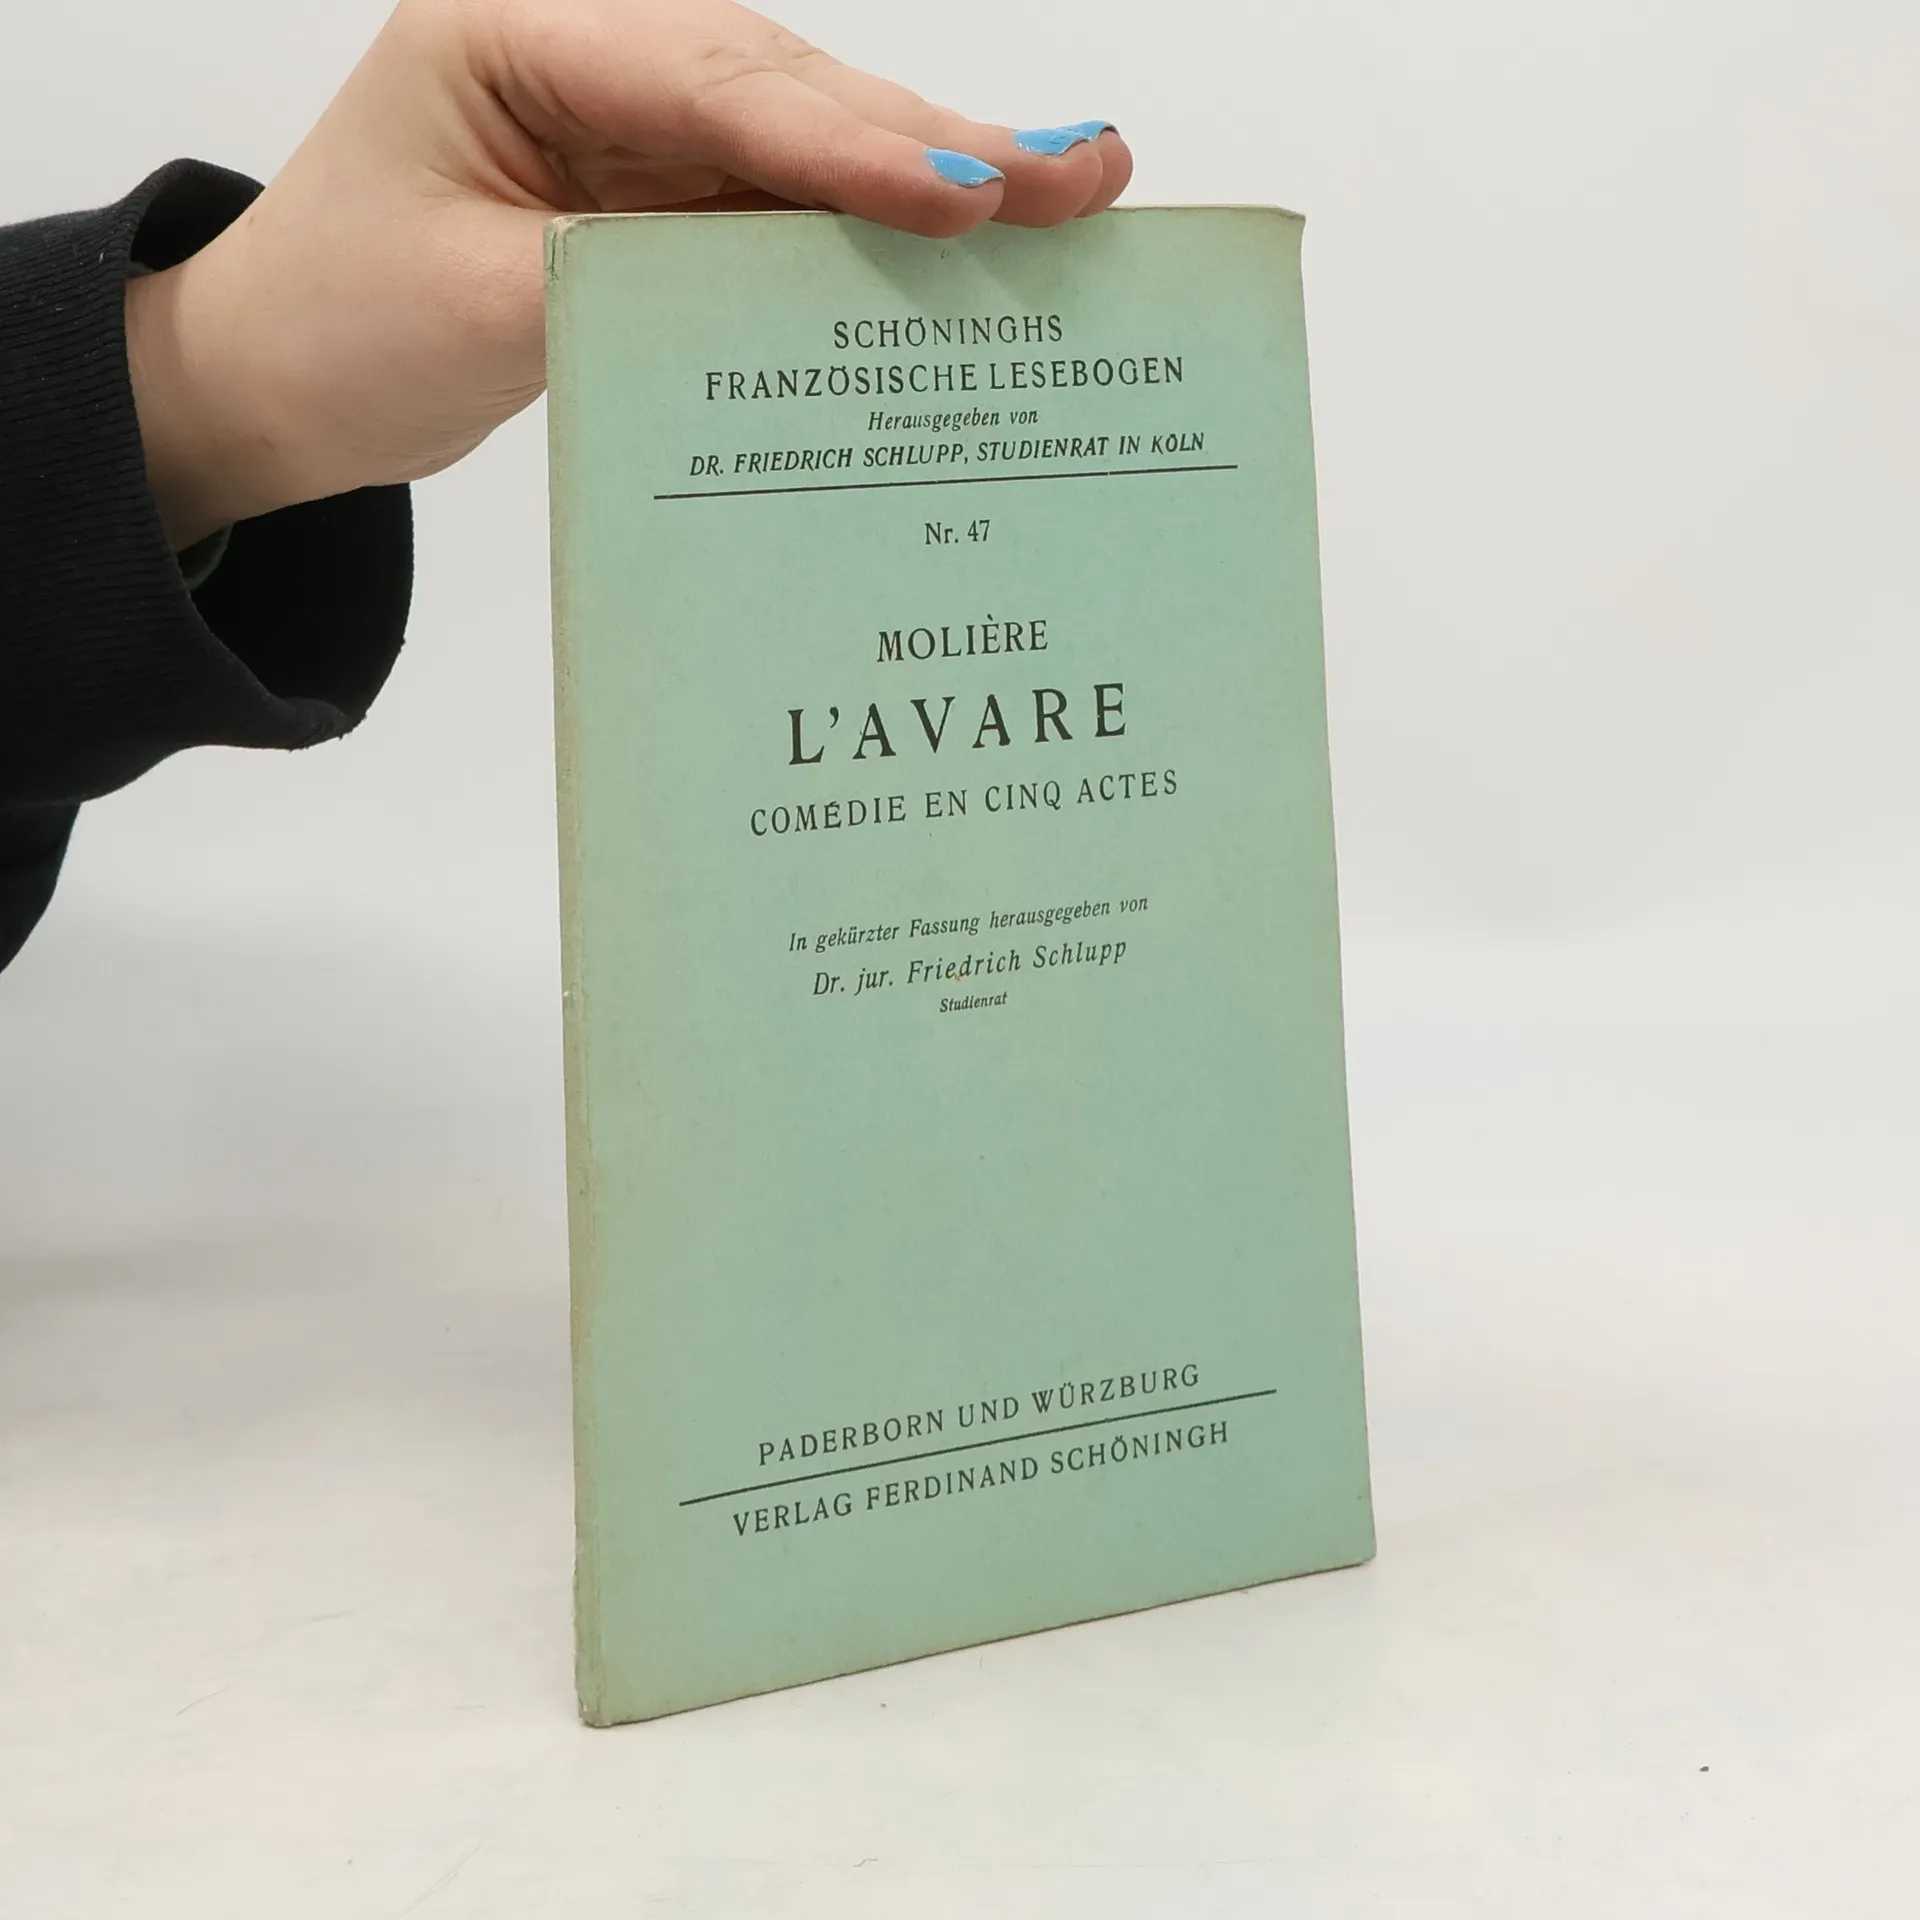 SCHÖNINGHS
FRANZÖSISCHE LESEBOGEN
Herausgegeben von
DR. FRIEDRICH SCHLUPP, STUDIENRAT IN KÖLN
Nr. 47
MOLIÈRE
L'AVARE
COMÉDIE EN CINQ ACTES
In gekürzter Fassung herausgegeben von
Dr. jur. Friedrich Schlupp
Studienrat
PADERBORN UND WÜRZBURG
VERLAG FERDINAND SCHÖNINGH